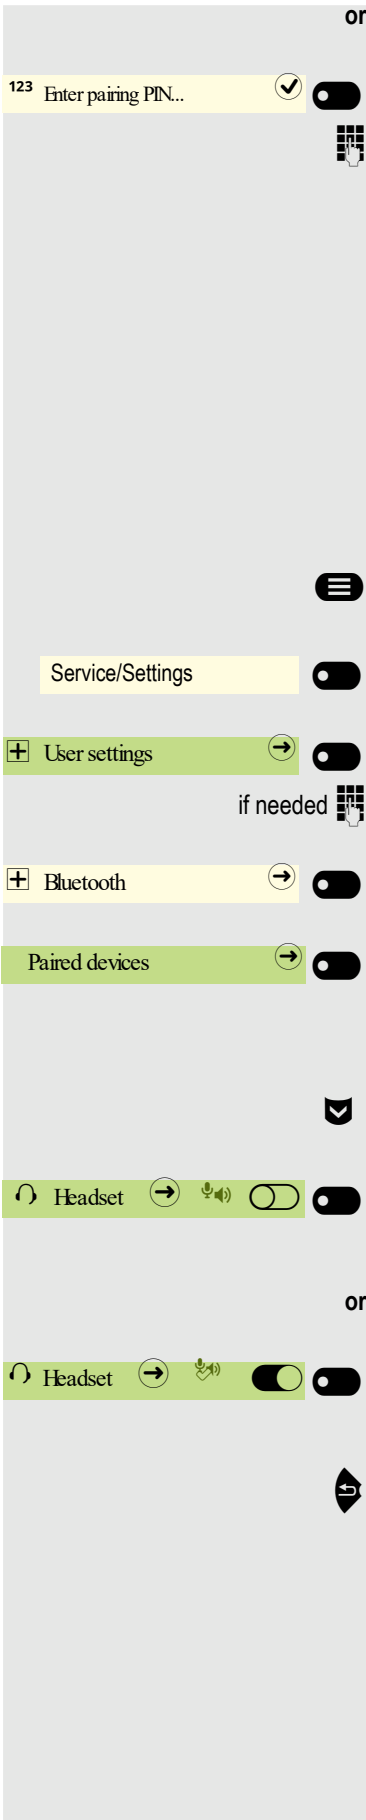 or
123 Enter pairing PIN...
Service/Settings
User settings
if needed
Bluetooth
Paired devices
Headset
or
Headset